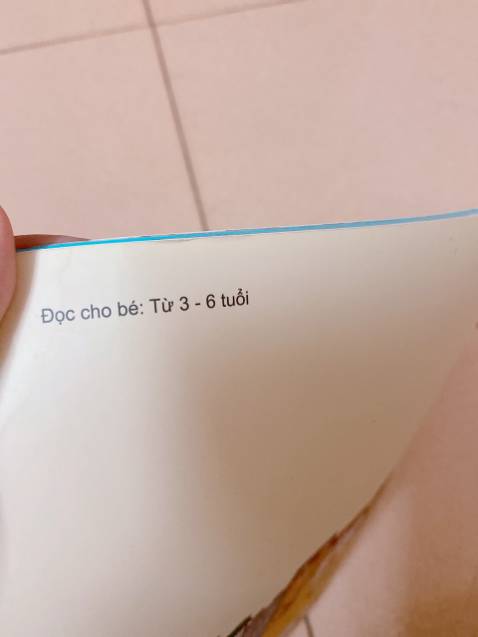 Đọc cho bé: Từ 3 - 6 tuổi